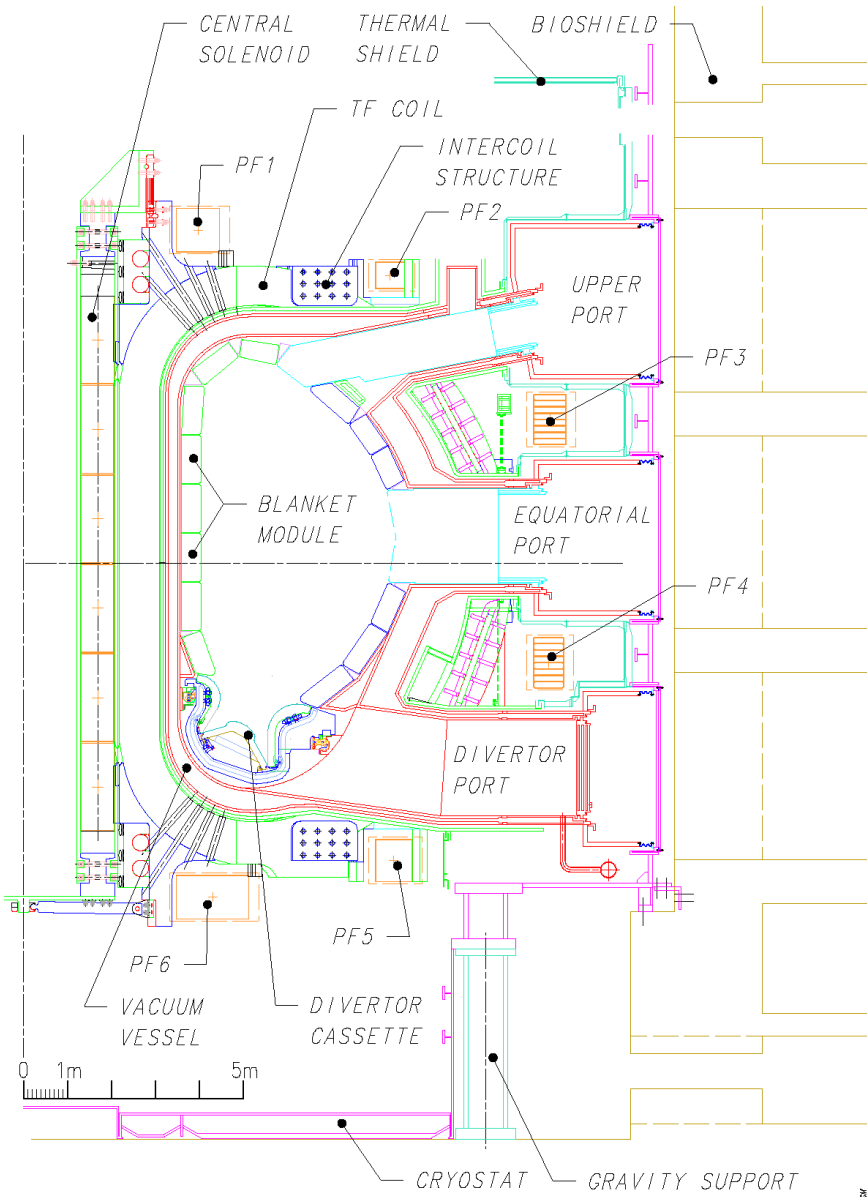 CENTRAL
SOLENOID
THERMAL
SHIELD
BIOSHIELD
TF COIL
INTERCOIL
STRUCTURE
PF1
PF2
UPPER
PORT
PF3
BLANKET
MODULE
EQUATORIAL
PORT
PF4
DIVERTOR
PORT
PF5
PF6
VACUUM
VESSEL
DIVERTOR
CASSETTE
0 1m 5m
CRYOSTAT
GRAVITY SUPPORT